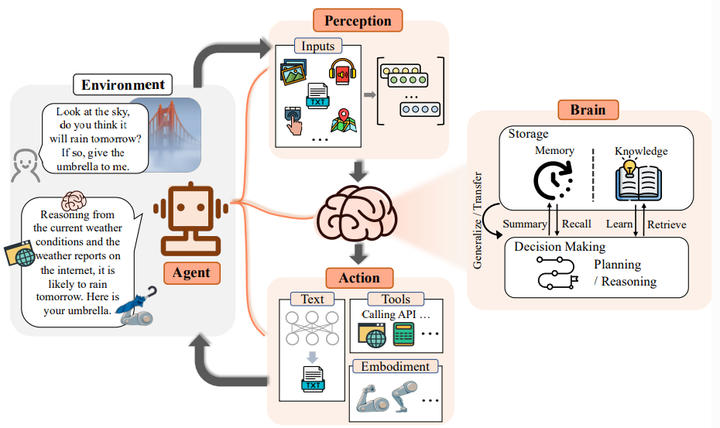 Environment
Look at the sky,
do you think it
will rain tomorrow?
If so, give the
umbrella to me.
Reasoning from
the current weather
conditions and the
weather reports on
the internet, it is
likely to rain
tomorrow. Here is
your umbrella.
Agent
Perception
Inputs
TXT
...
...
Action
Text
TXT
Tools
Calling API ...
...
Embodiment
...
Brain
Storage
Memory
Knowledge
Generalize / Transfer
Summary
Recall
Learn
Retrieve
Decision Making
Planning
/ Reasoning